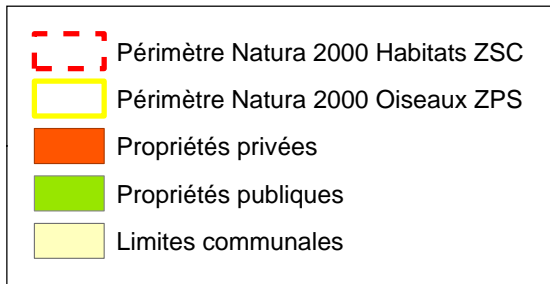 Périmètre Natura 2000 Habitats ZSC
Périmètre Natura 2000 Oiseaux ZPS
Propriétés privées
Propriétés publiques
Limites communales